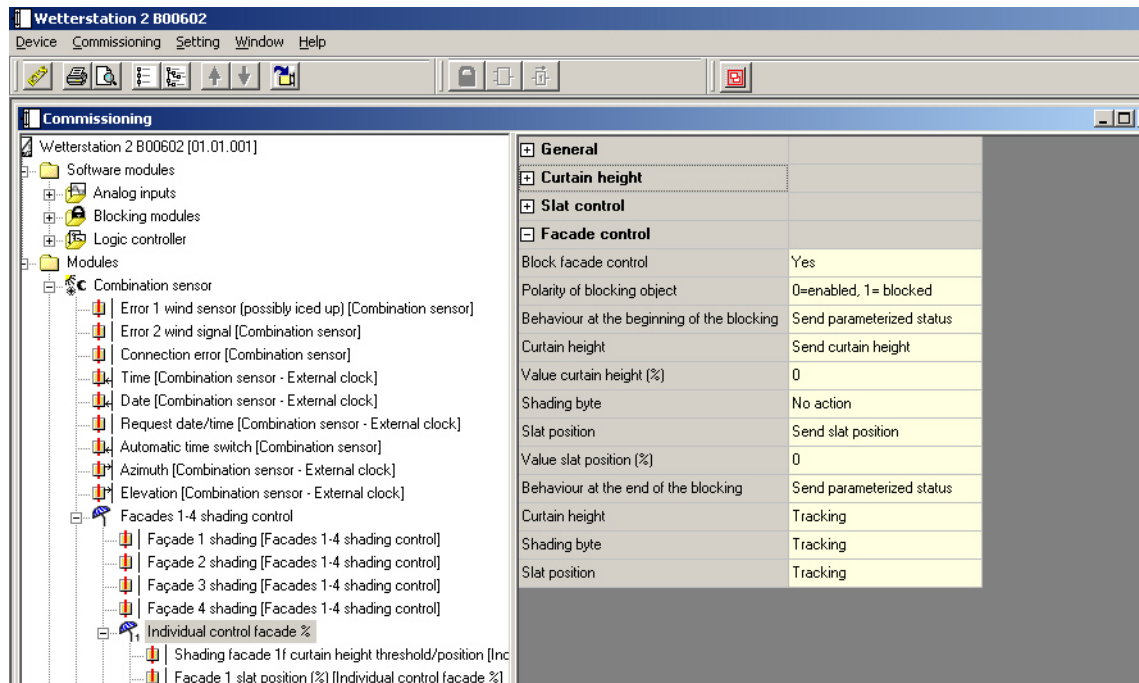 Wetterstation 2 B00602
Device Commissioning Setting Window Help
Commissioning
Wetterstation 2 B00602 [01.01.001]
Software modules
Analog inputs
Blocking modules
Logic controller
Modules
Combination sensor
Error 1 wind sensor (possibly iced up) [Combination sensor]
Error 2 wind signal [Combination sensor]
Connection error [Combination sensor]
Time [Combination sensor - External clock]
Date [Combination sensor - External clock]
Request date/time [Combination sensor - External clock]
Automatic time switch [Combination sensor]
Azimuth [Combination sensor - External clock]
Elevation [Combination sensor - External clock]
Facades 1-4 shading control
Façade 1 shading [Facades 1-4 shading control]
Façade 2 shading [Facades 1-4 shading control]
Façade 3 shading [Facades 1-4 shading control]
Façade 4 shading [Facades 1-4 shading control]
Individual control facade %
Shading facade 1f curtain height threshold/position [Inc
Facade 1 slat position (%) [Individual control facade %]
General
Curtain height
Slat control
Facade control
Block facade control Yes
Polarity of blocking object 0=enabled, 1= blocked
Behaviour at the beginning of the blocking Send parameterized status
Curtain height Send curtain height
Value curtain height (%) 0
Shading byte No action
Slat position Send slat position
Value slat position (%) 0
Behaviour at the end of the blocking Send parameterized status
Curtain height Tracking
Shading byte Tracking
Slat position Tracking